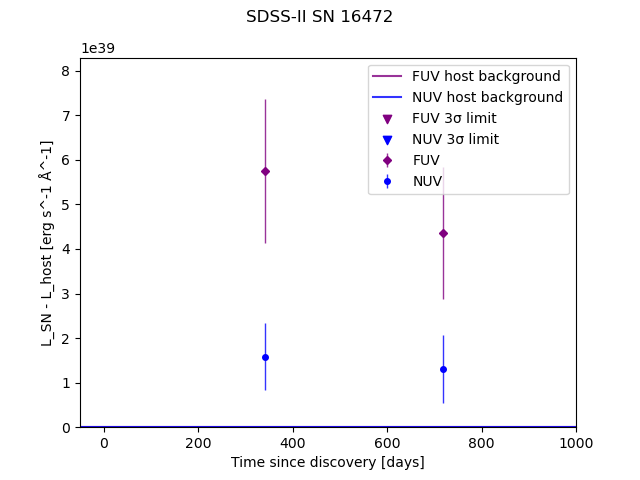 SDSS-II SN 16472
1e39
8
7
6
5
4
3
2
1
0
L_SN - L_host [erg s^-1 Å^-1]
FUV host background
NUV host background
FUV 3σ limit
NUV 3σ limit
FUV
NUV
0 200 400 600 800 1000
Time since discovery [days]